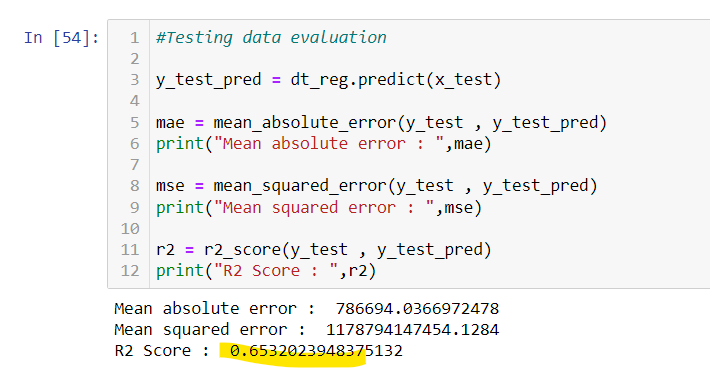 In [54]:
1 #Testing data evaluation
2
3 y_test_pred = dt_reg.predict(x_test)
4
5 mae = mean_absolute_error(y_test , y_test_pred)
6 print("Mean absolute error : ",mae)
7
8 mse = mean_squared_error(y_test , y_test_pred)
9 print("Mean squared error : ",mse)
10
11 r2 = r2_score(y_test , y_test_pred)
12 print("R2 Score : ",r2)
Mean absolute error :  786694.0366972478
Mean squared error :  1178794147454.1284
R2 Score :  0.6532023948375132